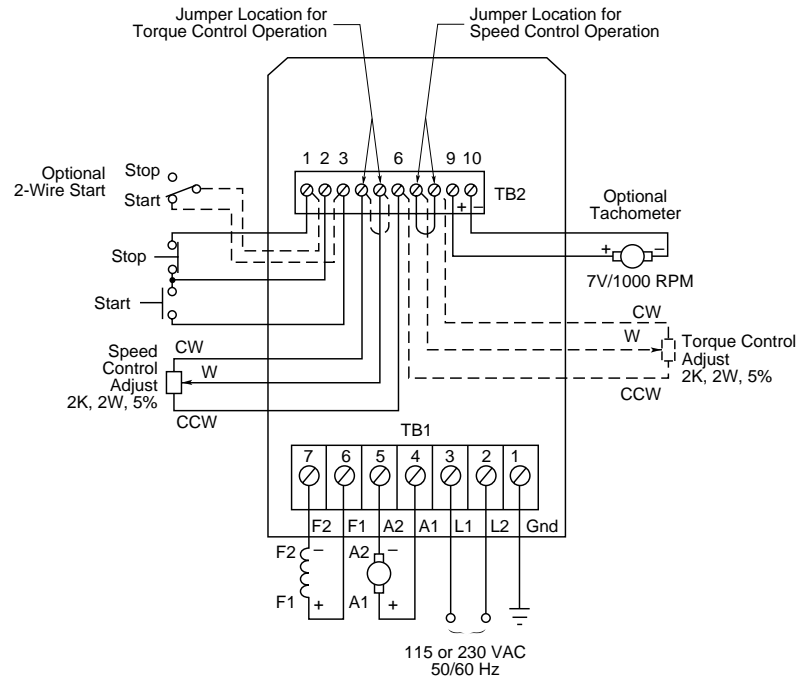 Jumper Location for
Torque Control Operation
Jumper Location for
Speed Control Operation
Optional
2-Wire Start
Stop
Start
1 2 3 6 9 10
TB2
+ −
Optional
Tachometer
+ −
7V/1000 RPM
Stop
Start
Speed
Control
Adjust
2K, 2W, 5%
CW
W
CCW
CW
W
CCW
Torque Control
Adjust
2K, 2W, 5%
TB1
7 6 5 4 3 2 1
F2 F1 A2 A1 L1 L2 Gnd
F2 − A2 −
F1 + A1 +
115 or 230 VAC
50/60 Hz